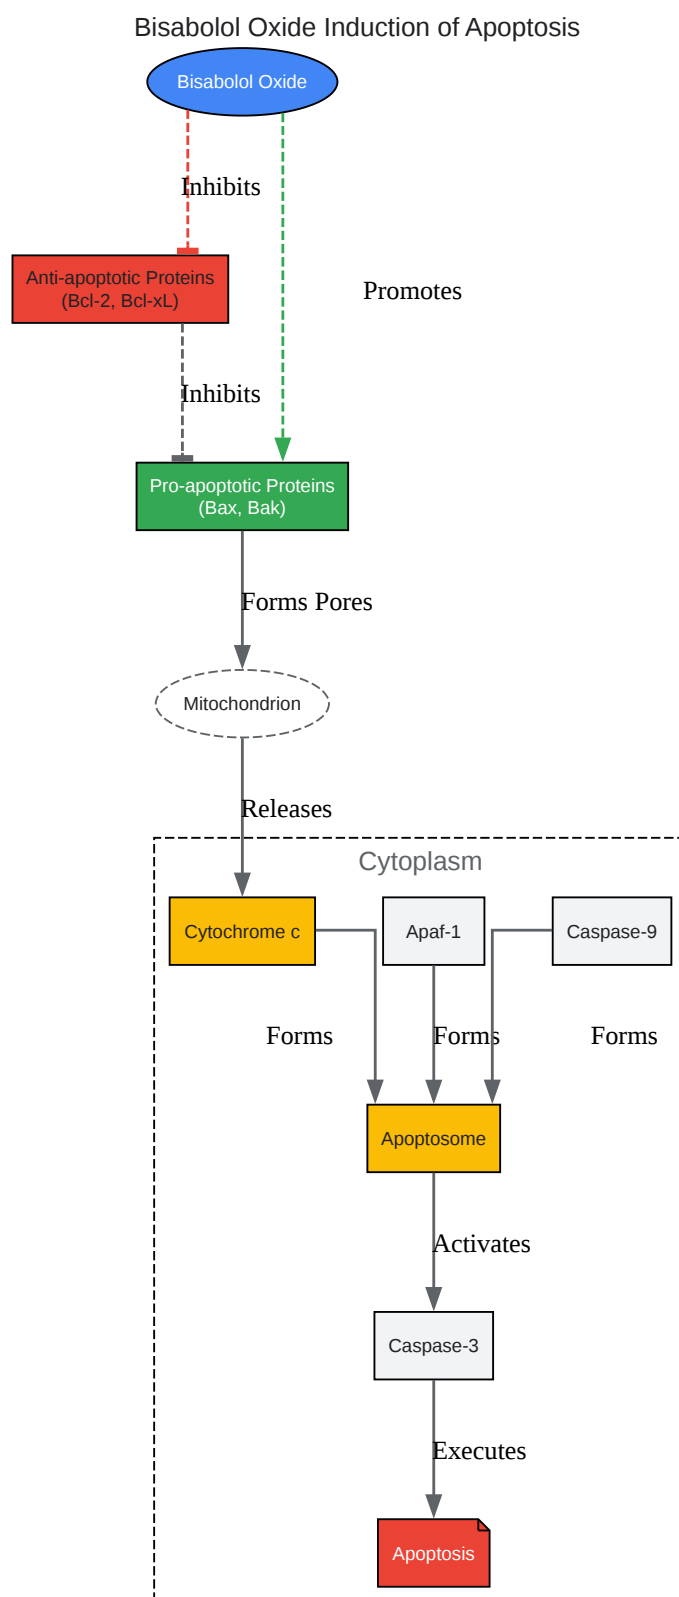 Bisabolol Oxide Induction of Apoptosis
Bisabolol Oxide
Inhibits
Anti-apoptotic Proteins
(Bcl-2, Bcl-xL)
Promotes
Inhibits
Pro-apoptotic Proteins
(Bax, Bak)
Forms Pores
Mitochondrion
Releases
Cytoplasm
Cytochrome c
Apaf-1
Caspase-9
Forms
Forms
Forms
Apoptosome
Activates
Caspase-3
Executes
Apoptosis